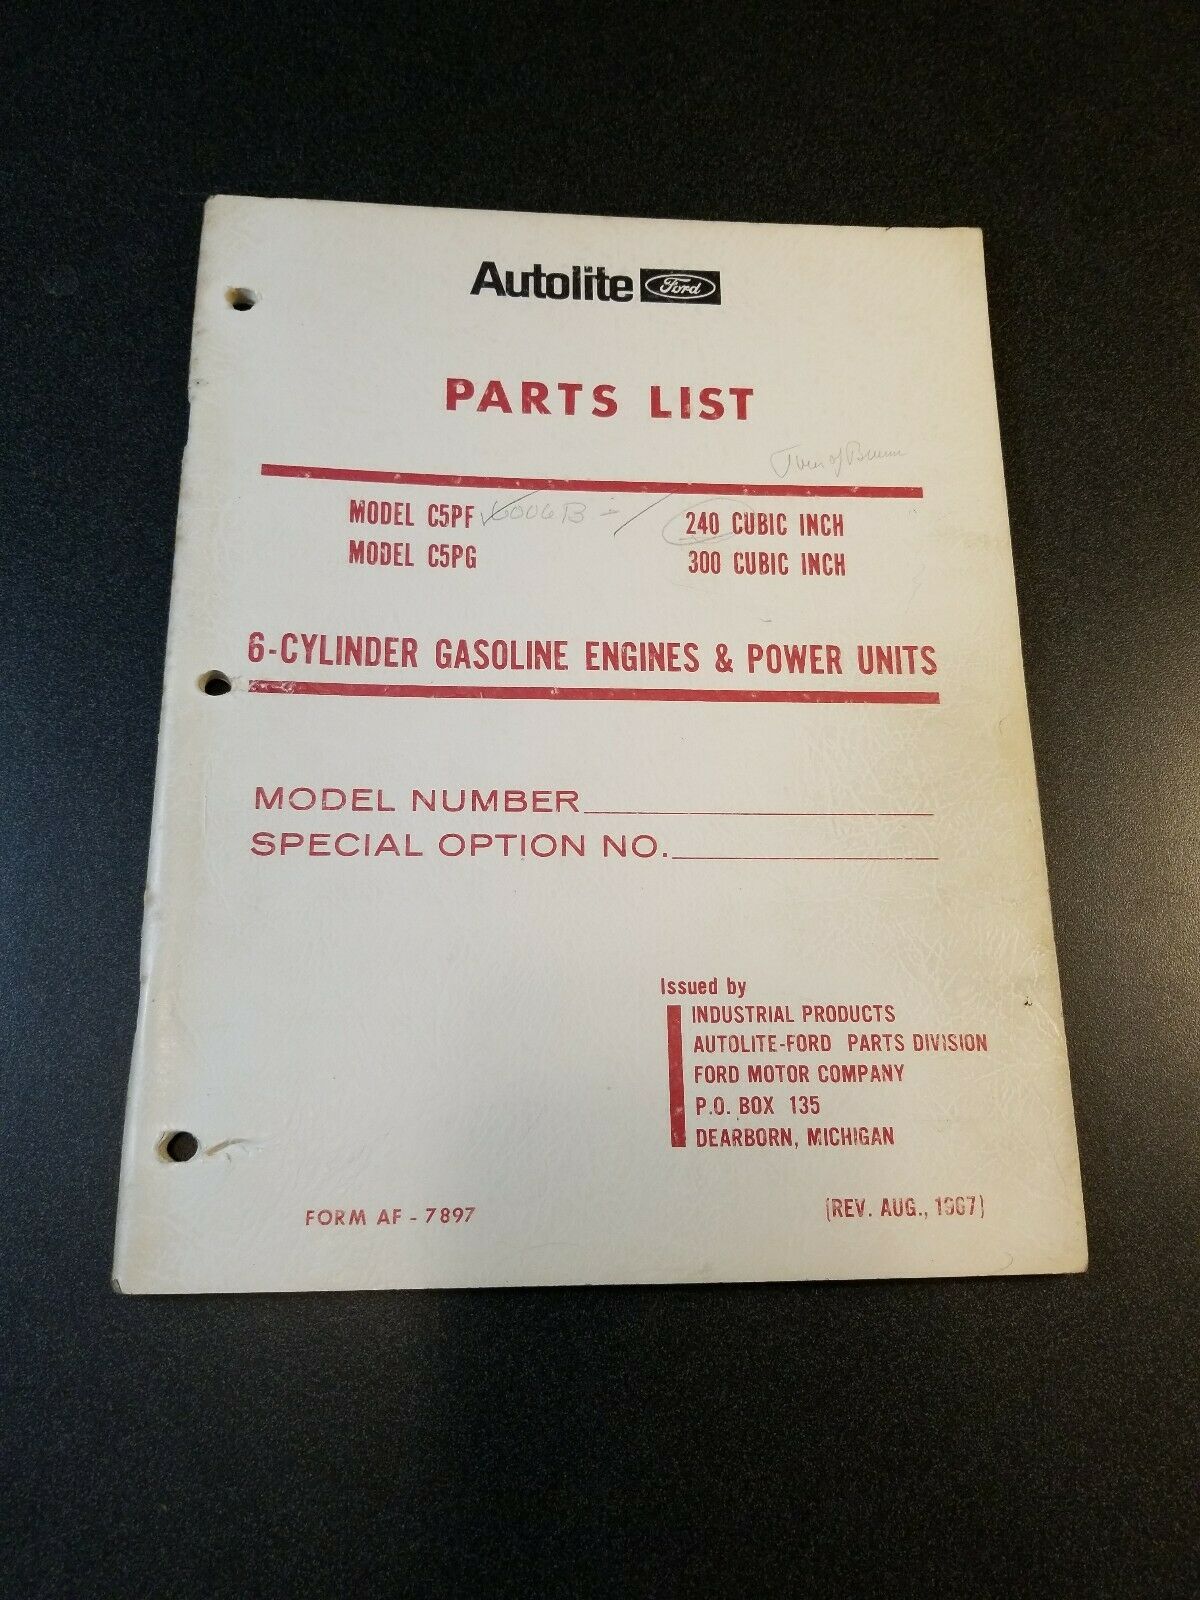 Autolite Ford
PARTS LIST
MODEL C5PF 6006B - 240 CUBIC INCH
MODEL C5PG 300 CUBIC INCH
6-CYLINDER GASOLINE ENGINES & POWER UNITS
MODEL NUMBER
SPECIAL OPTION NO.
Issued by
INDUSTRIAL PRODUCTS
AUTOLITE-FORD PARTS DIVISION
FORD MOTOR COMPANY
P.O. BOX 135
DEARBORN, MICHIGAN
FORM AF - 7897 (REV. AUG., 1967)